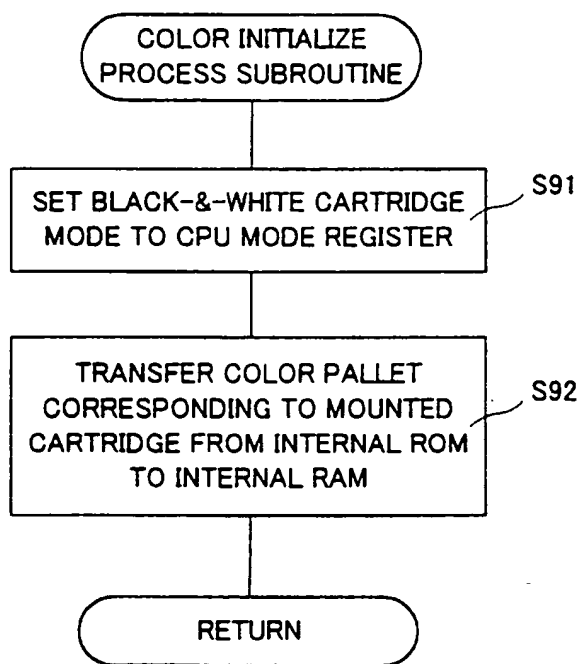 COLOR INITIALIZE
PROCESS SUBROUTINE
SET BLACK-&-WHITE CARTRIDGE
MODE TO CPU MODE REGISTER
S91
TRANSFER COLOR PALLET
CORRESPONDING TO MOUNTED
CARTRIDGE FROM INTERNAL ROM
TO INTERNAL RAM
S92
RETURN